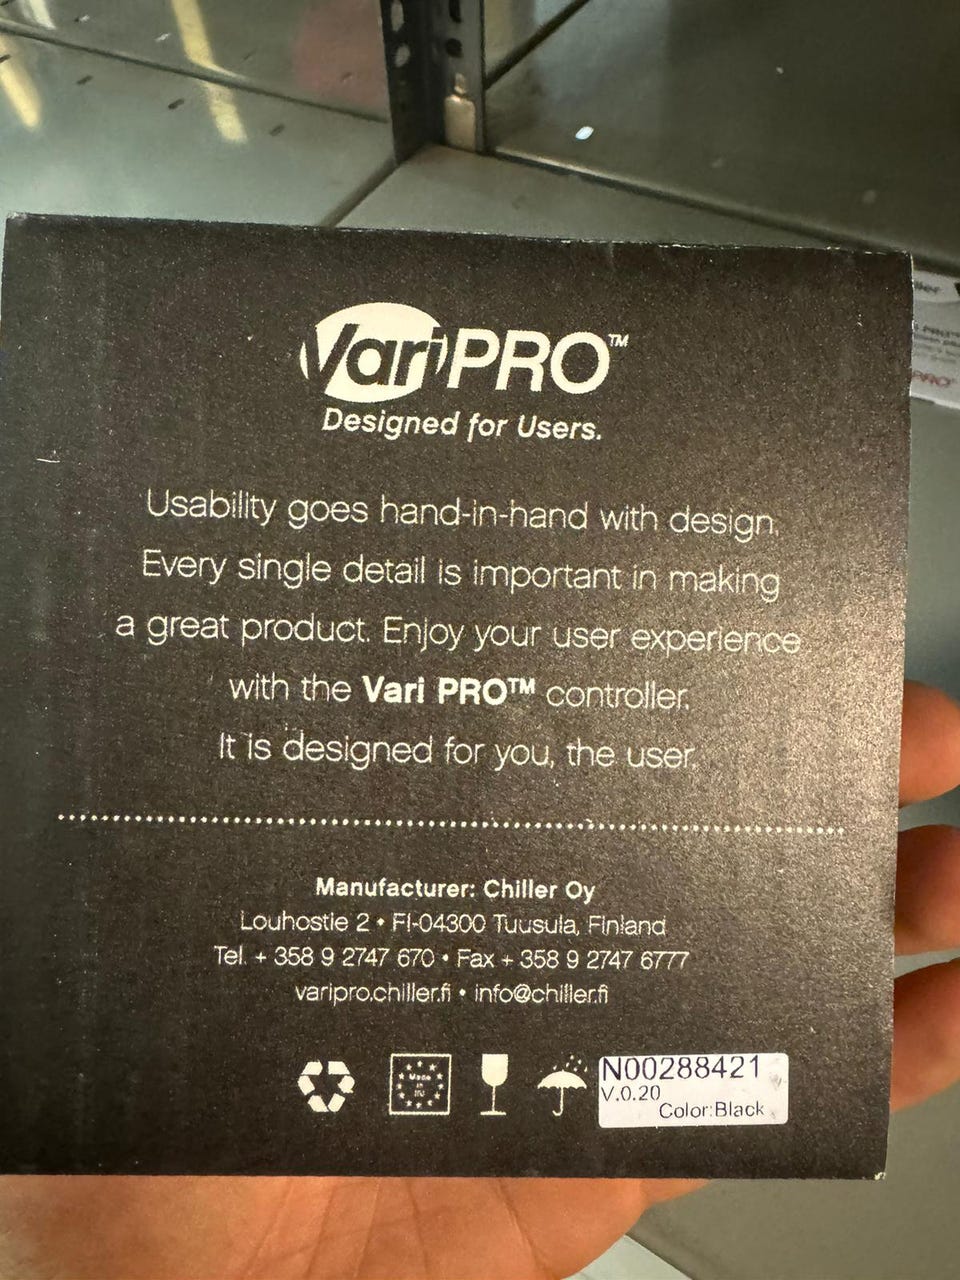 VariPRO™
Designed for Users.
Usability goes hand-in-hand with design.
Every single detail is important in making
a great product. Enjoy your user experience
with the Vari PRO™ controller.
It is designed for you, the user.
Manufacturer: Chiller Oy
Louhostie 2 • FI-04300 Tuusula, Finland
Tel. + 358 9 2747 670 • Fax + 358 9 2747 6777
varipro.chiller.fi • info@chiller.fi
Made
in
EU
N00288421
V.0.20
Color:Black